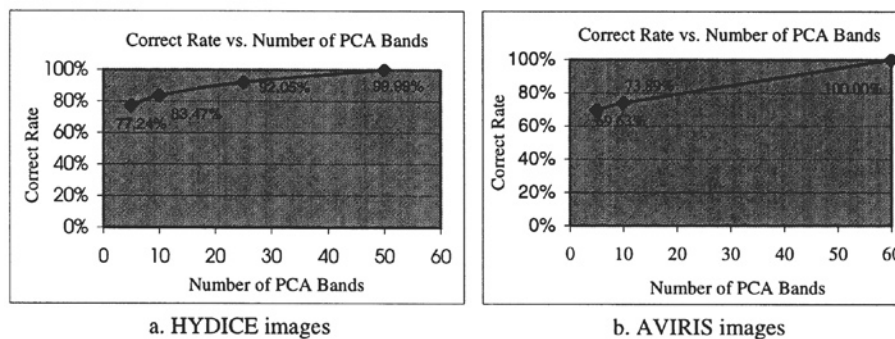 Correct Rate vs. Number of PCA Bands
Correct Rate
100%
80%
60%
40%
20%
0%
77.24%
83.47%
92.05%
99.99%
0 10 20 30 40 50 60
Number of PCA Bands
a. HYDICE images
Correct Rate vs. Number of PCA Bands
Correct Rate
100%
80%
60%
40%
20%
0%
69.63%
73.89%
100.00%
0 10 20 30 40 50 60
Number of PCA Bands
b. AVIRIS images